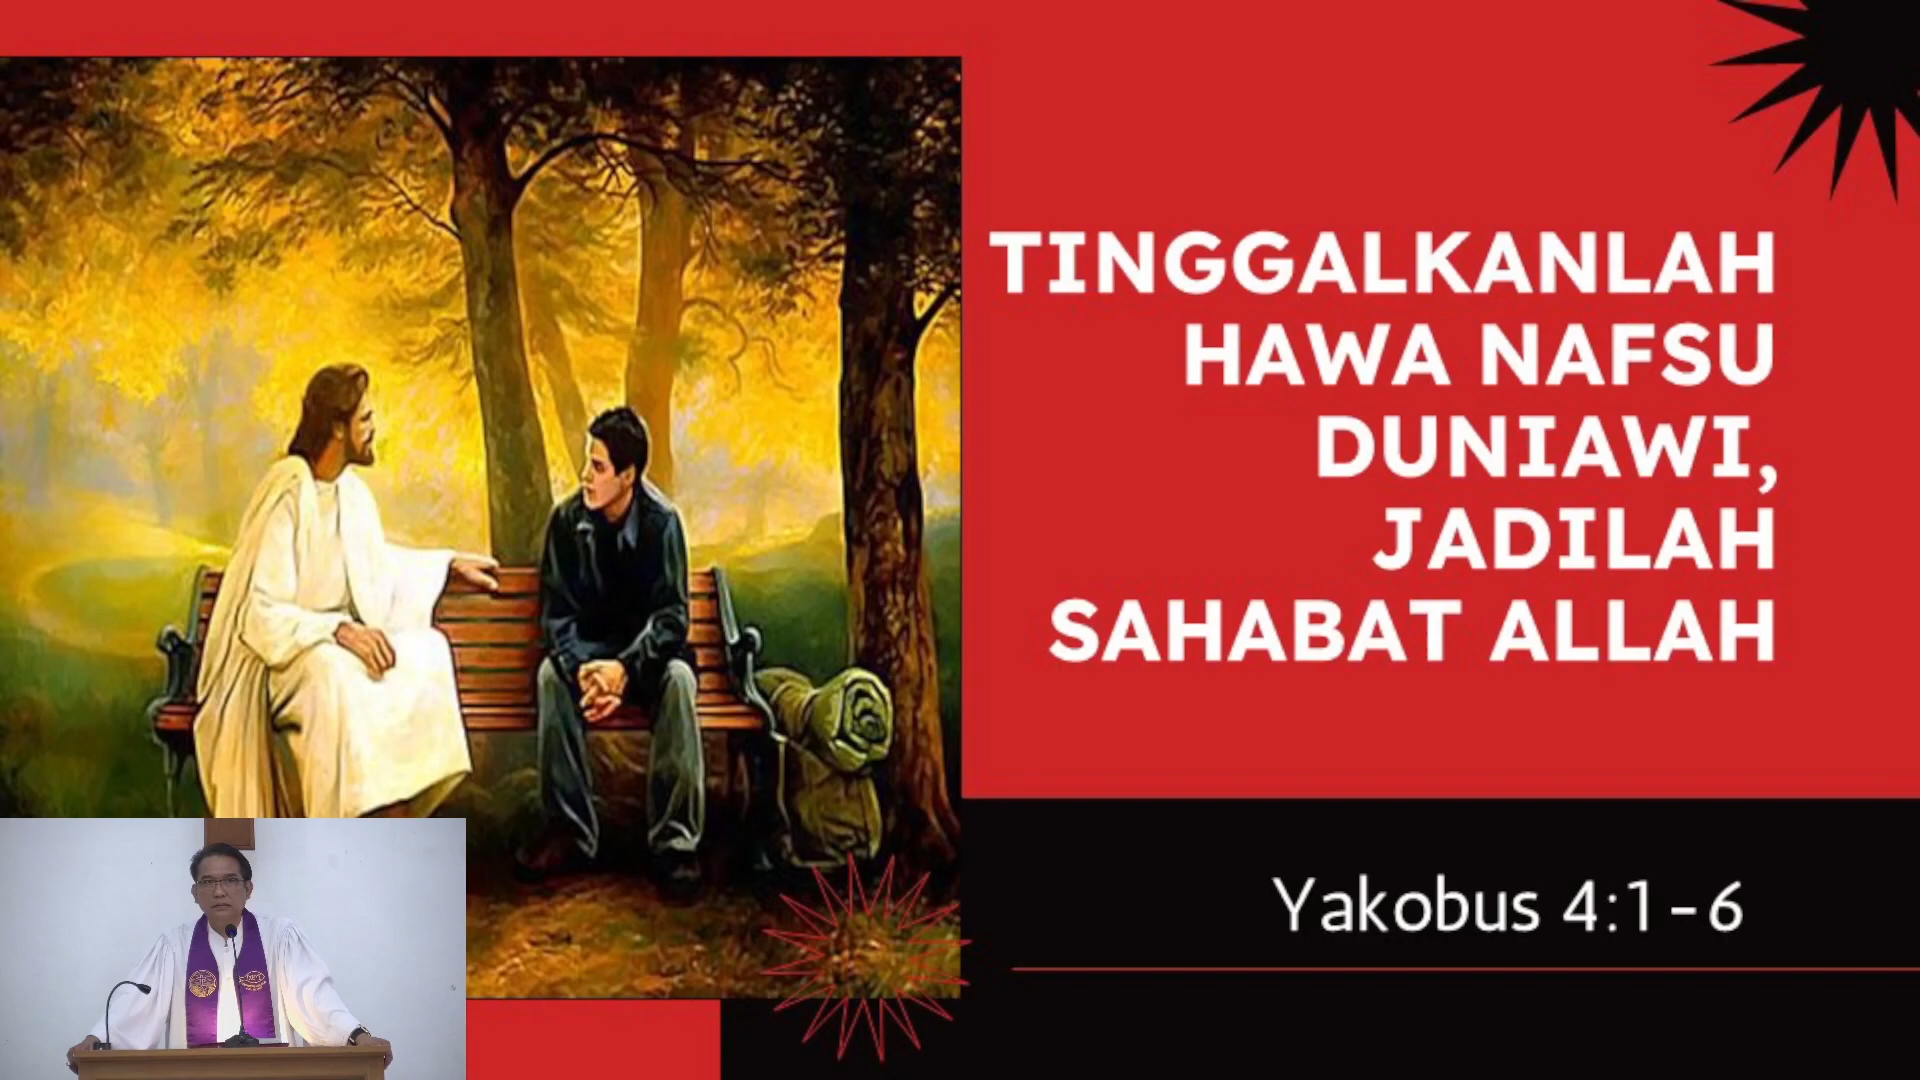 TINGGALKANLAH
HAWA NAFSU
DUNIAWI,
JADILAH
SAHABAT ALLAH
Yakobus 4:1-6